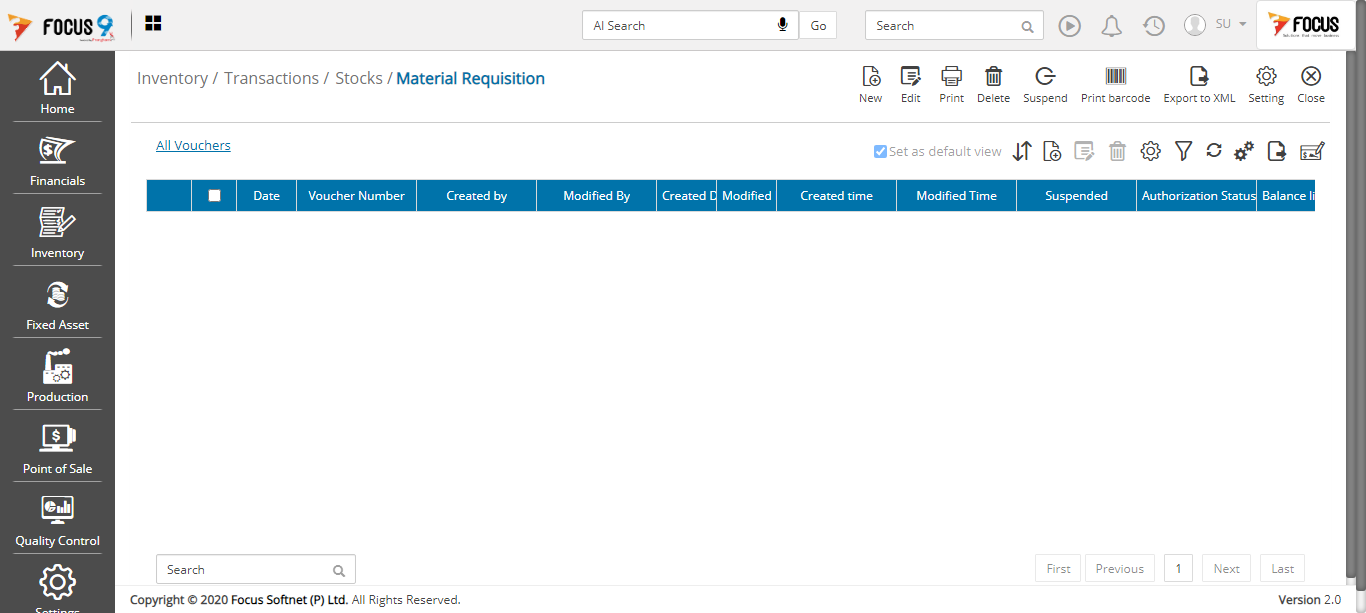 FOCUS 9
AI Search
Go
Search
SU
FOCUS
Home
Financials
Inventory
Fixed Asset
Production
Point of Sale
Quality Control
Settings
Inventory / Transactions / Stocks / Material Requisition
New
Edit
Print
Delete
Suspend
Print barcode
Export to XML
Setting
Close
All Vouchers
Set as default view
Date
Voucher Number
Created by
Modified By
Created D
Modified
Created time
Modified Time
Suspended
Authorization Status
Balance li
Search
First
Previous
1
Next
Last
Copyright © 2020 Focus Softnet (P) Ltd. All Rights Reserved.
Version 2.0